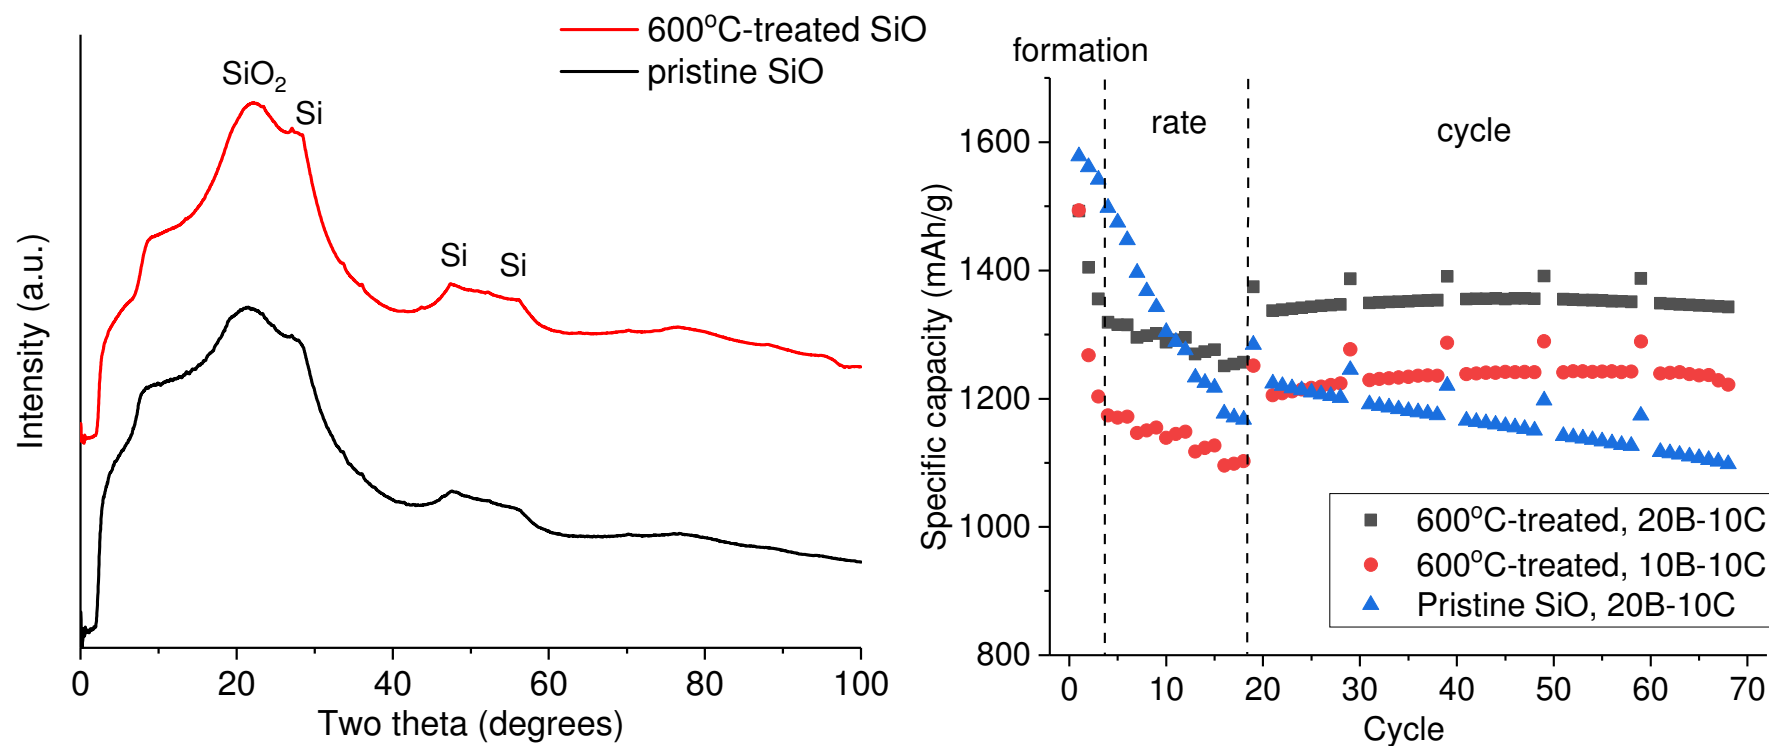 600°C-treated SiO
pristine SiO
SiO₂
Si
Si
Si
Intensity (a.u.)
0
20
40
60
80
100
Two theta (degrees)
formation
rate
cycle
1600
1400
1200
1000
800
Specific capacity (mAh/g)
600°C-treated, 20B-10C
600°C-treated, 10B-10C
Pristine SiO, 20B-10C
0
10
20
30
40
50
60
70
Cycle